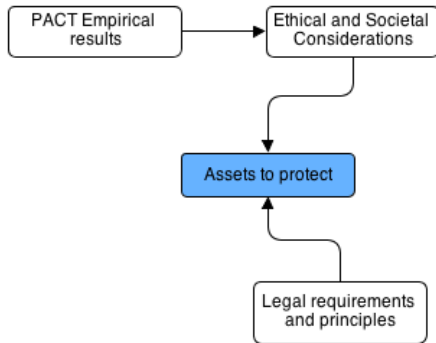 PACT Empirical
results
Ethical and Societal
Considerations
Assets to protect
Legal requirements
and principles